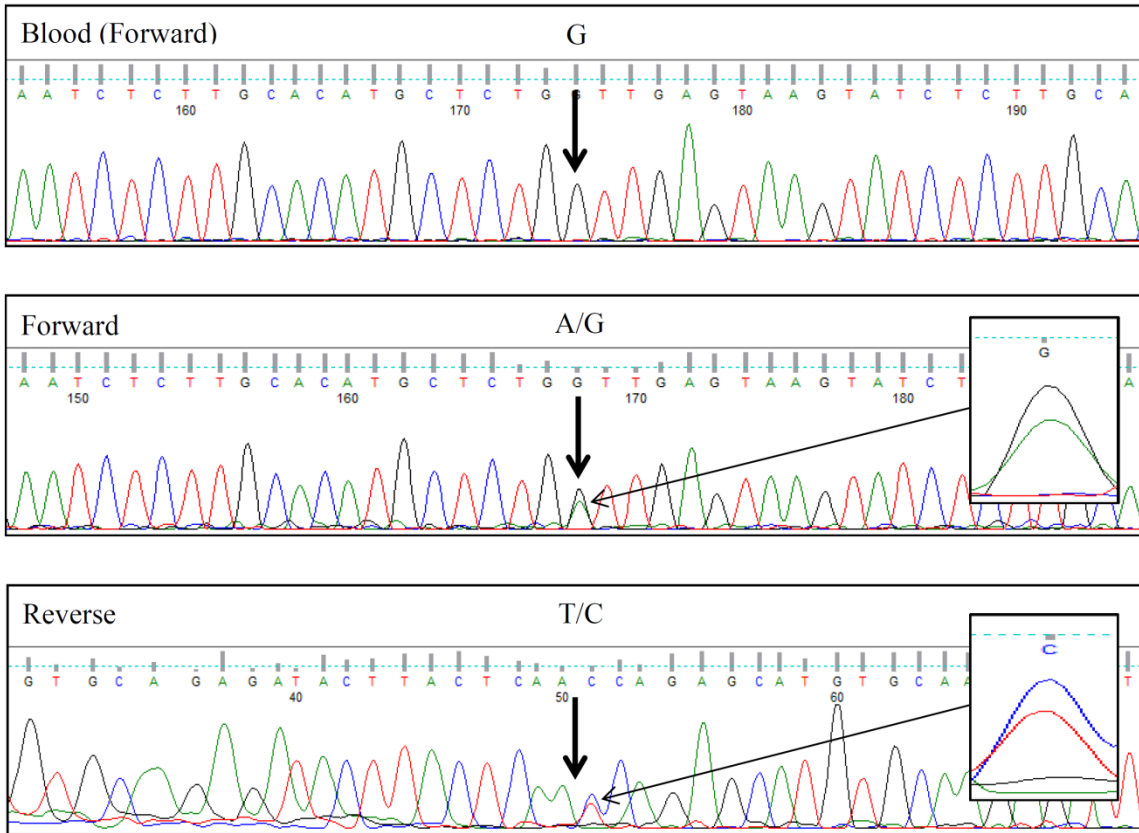 Blood (Forward) G
A A T C T C T T G C A C A T G C T C T G G T T G A G T A A G T A T C T C T T G C A
160 170 180 190
Forward A/G
G
A A T C T C T T G C A C A T G C T C T G G T T G A G T A A G T A T C T A
150 160 170 180
Reverse T/C
C
G T G C A G A G A T A C T T A C T C A A C C A G A G C A T G T G C A A T
40 50 60